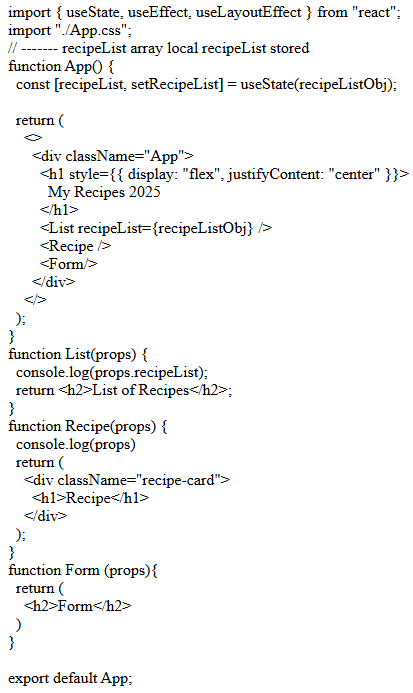 import { useState, useEffect, useLayoutEffect } from "react";
import "./App.css";
// ------- recipeList array local recipeList stored
function App() {
  const [recipeList, setRecipeList] = useState(recipeListObj);

  return (
    <>
      <div className="App">
        <h1 style={{ display: "flex", justifyContent: "center" }}>
          My Recipes 2025
        </h1>
        <List recipeList={recipeListObj} />
        <Recipe />
        <Form/>
      </div>
    </>
  );
}
function List(props) {
  console.log(props.recipeList);
  return <h2>List of Recipes</h2>;
}
function Recipe(props) {
  console.log(props)
  return (
    <div className="recipe-card">
      <h1>Recipe</h1>
    </div>
  );
}
function Form (props){
  return (
    <h2>Form</h2>
  )
}

export default App;